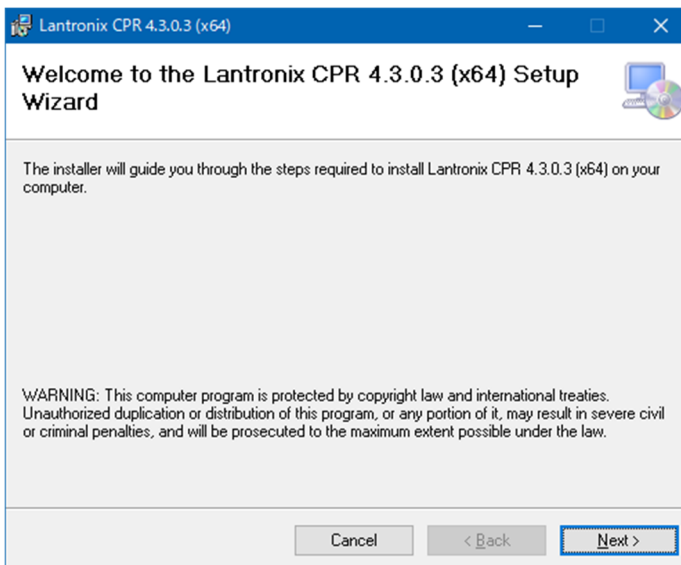 Lantronix CPR 4.3.0.3 (x64)
Welcome to the Lantronix CPR 4.3.0.3 (x64) Setup
Wizard
The installer will guide you through the steps required to install Lantronix CPR 4.3.0.3 (x64) on your
computer.
WARNING: This computer program is protected by copyright law and international treaties.
Unauthorized duplication or distribution of this program, or any portion of it, may result in severe civil
or criminal penalties, and will be prosecuted to the maximum extent possible under the law.
Cancel
< Back
Next >